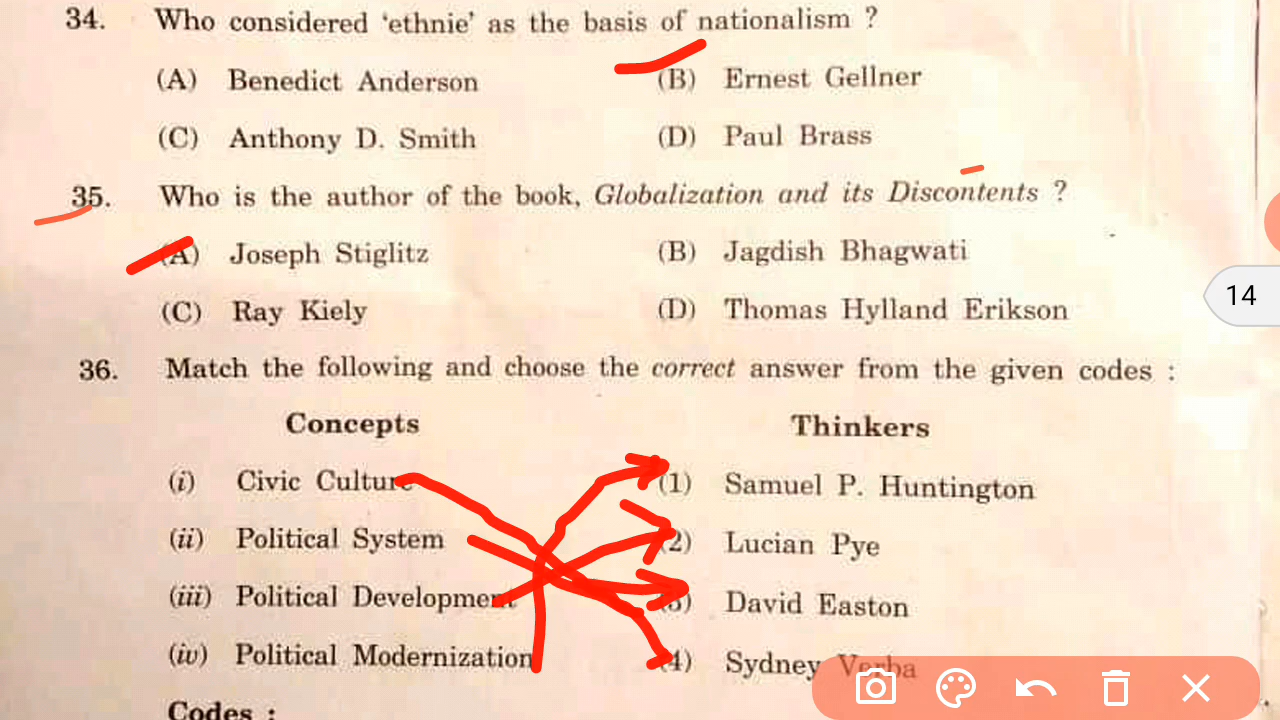 34. Who considered 'ethnie' as the basis of nationalism ?
(A) Benedict Anderson (B) Ernest Gellner
(C) Anthony D. Smith (D) Paul Brass
35. Who is the author of the book, Globalization and its Discontents ?
(A) Joseph Stiglitz (B) Jagdish Bhagwati
(C) Ray Kiely (D) Thomas Hylland Erikson
14
36. Match the following and choose the correct answer from the given codes :
Concepts Thinkers
(i) Civic Culture (1) Samuel P. Huntington
(ii) Political System (2) Lucian Pye
(iii) Political Development (3) David Easton
(iv) Political Modernization (4) Sydney Verba
Codes :